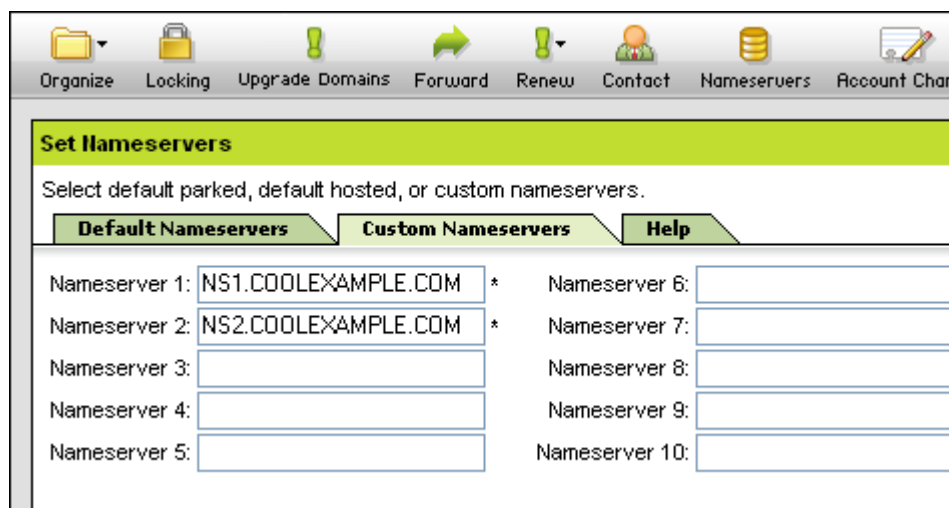 Organize Locking Upgrade Domains Forward Renew Contact Nameservers Account Char
Set Nameservers
Select default parked, default hosted, or custom nameservers.
Default Nameservers Custom Nameservers Help
Nameserver 1: NS1.COOLEXAMPLE.COM * Nameserver 6:
Nameserver 2: NS2.COOLEXAMPLE.COM * Nameserver 7:
Nameserver 3: Nameserver 8:
Nameserver 4: Nameserver 9:
Nameserver 5: Nameserver 10: